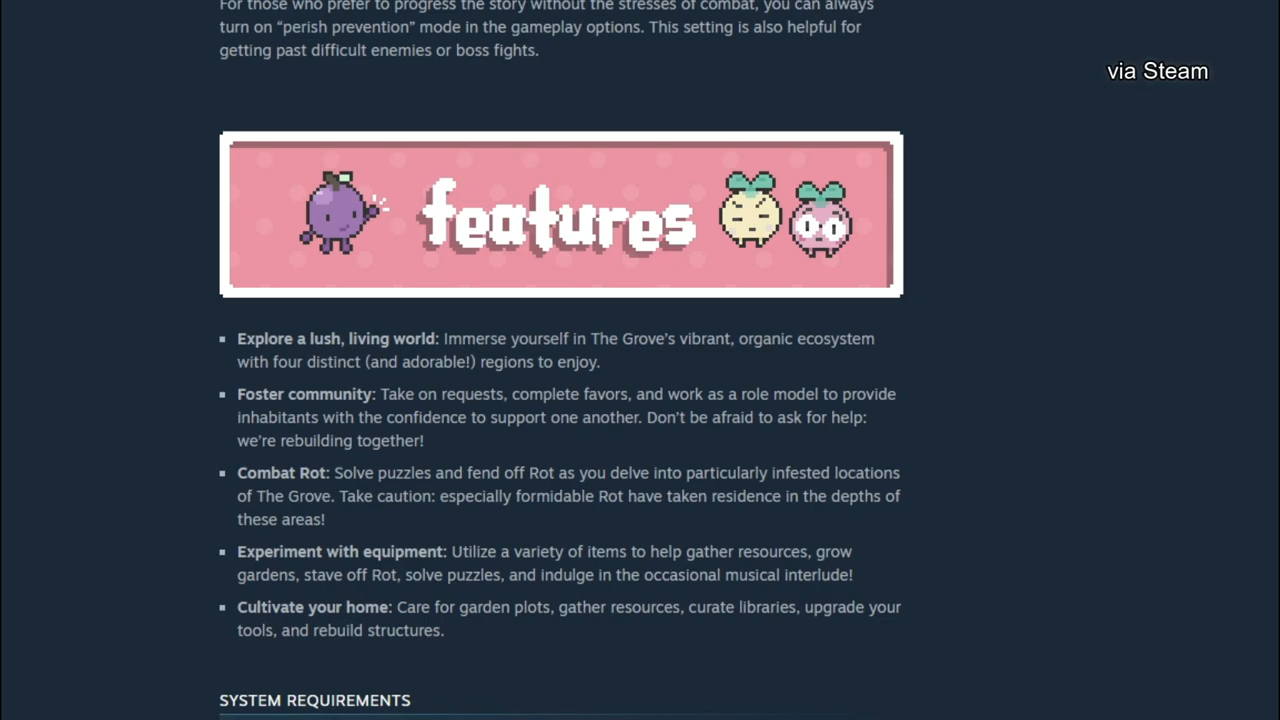 For those who prefer to progress the story without the stresses of combat, you can always
turn on “perish prevention” mode in the gameplay options. This setting is also helpful for
getting past difficult enemies or boss fights.
via Steam
features
Explore a lush, living world: Immerse yourself in The Grove’s vibrant, organic ecosystem
with four distinct (and adorable!) regions to enjoy.
Foster community: Take on requests, complete favors, and work as a role model to provide
inhabitants with the confidence to support one another. Don’t be afraid to ask for help:
we’re rebuilding together!
Combat Rot: Solve puzzles and fend off Rot as you delve into particularly infested locations
of The Grove. Take caution: especially formidable Rot have taken residence in the depths of
these areas!
Experiment with equipment: Utilize a variety of items to help gather resources, grow
gardens, stave off Rot, solve puzzles, and indulge in the occasional musical interlude!
Cultivate your home: Care for garden plots, gather resources, curate libraries, upgrade your
tools, and rebuild structures.
SYSTEM REQUIREMENTS